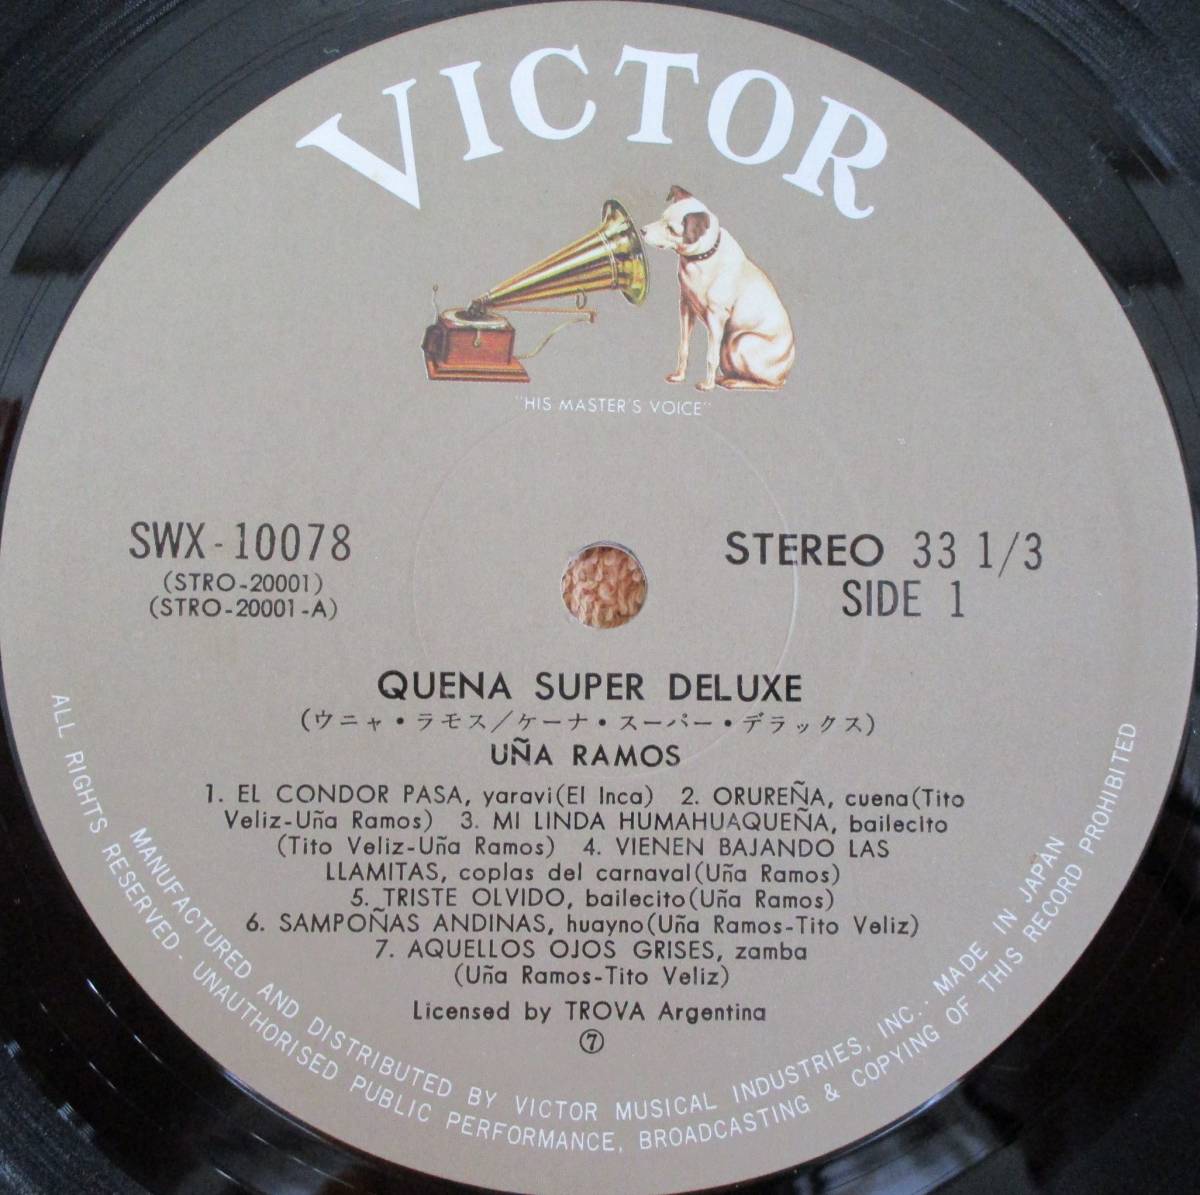 VICTOR
"HIS MASTER'S VOICE"
SWX-10078
(STRO-20001)
(STRO-20001-A)
STEREO 33 1/3
SIDE 1
QUENA SUPER DELUXE
(ウニャ・ラモス/ケーナ・スーパー・デラックス)
UÑA RAMOS
1. EL CONDOR PASA, yaravi(El Inca) 2. ORUREÑA, cuena(Tito
Veliz-Uña Ramos) 3. MI LINDA HUMAHUAQUEÑA, bailecito
(Tito Veliz-Uña Ramos) 4. VIENEN BAJANDO LAS
LLAMITAS, coplas del carnaval(Uña Ramos)
5. TRISTE OLVIDO, bailecito(Uña Ramos)
6. SAMPOÑAS ANDINAS, huayno(Uña Ramos-Tito Veliz)
7. AQUELLOS OJOS GRISES, zamba
(Uña Ramos-Tito Veliz)
Licensed by TROVA Argentina
⑦
MANUFACTURED AND DISTRIBUTED BY VICTOR MUSICAL INDUSTRIES, INC. · MADE IN JAPAN
ALL RIGHTS RESERVED - UNAUTHORISED PUBLIC PERFORMANCE, BROADCASTING & COPYING OF THIS RECORD PROHIBITED